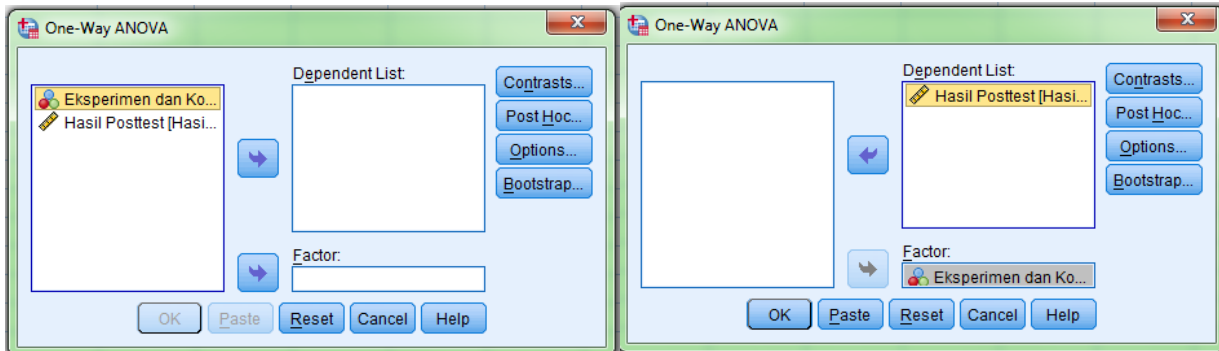 One-Way ANOVA
Dependent List:
Eksperimen dan Ko...
Hasil Posttest [Hasi...
Contrasts...
Post Hoc...
Options...
Bootstrap...
Factor:
OK Paste Reset Cancel Help
One-Way ANOVA
Dependent List:
Hasil Posttest [Hasi...
Contrasts...
Post Hoc...
Options...
Bootstrap...
Factor:
Eksperimen dan Ko...
OK Paste Reset Cancel Help